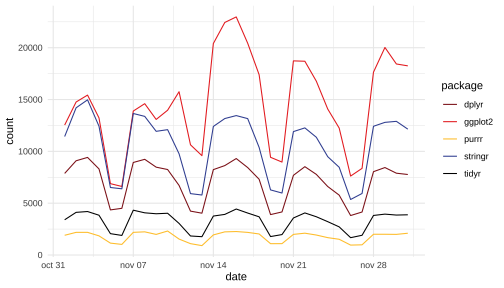 20000
15000
10000
5000
0
count
oct 31 nov 07 nov 14 nov 21 nov 28
date
package
dplyr
ggplot2
purrr
stringr
tidyr